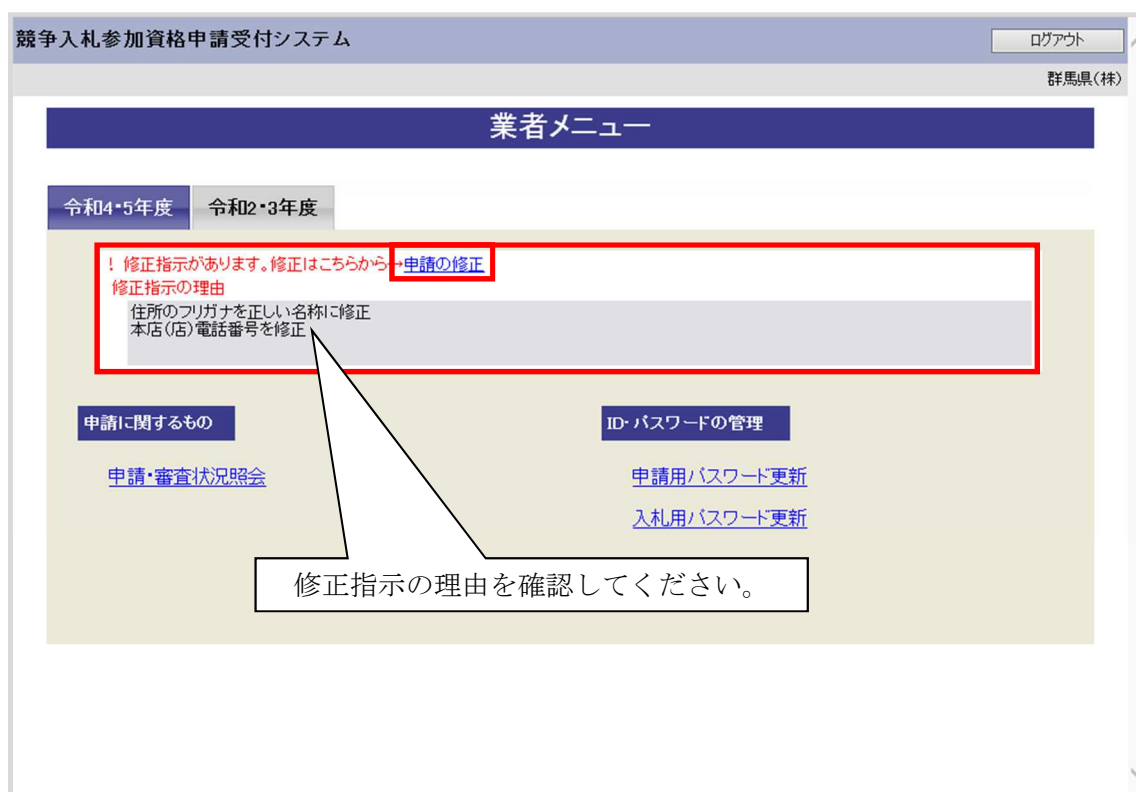 競争入札参加資格申請受付システム
ログアウト
群馬県(株)
業者メニュー
令和4・5年度 令和2・3年度
! 修正指示があります。修正はこちらから→申請の修正
修正指示の理由
住所のフリガナを正しい名称に修正
本店(店)電話番号を修正
申請に関するもの
申請・審査状況照会
ID・パスワードの管理
申請用パスワード更新
入札用パスワード更新
修正指示の理由を確認してください。